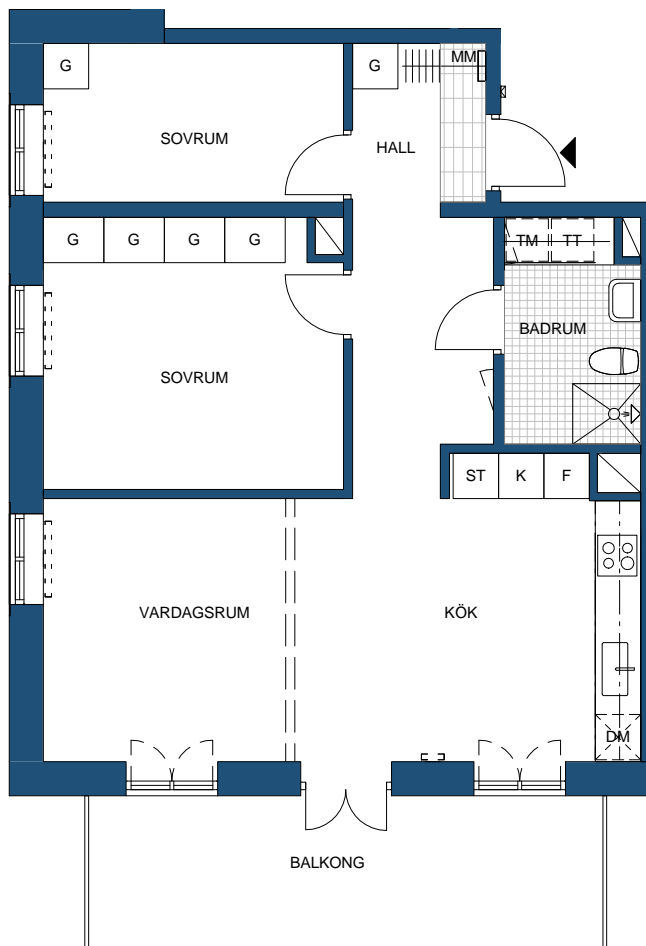 G
G
MM
SOVRUM
HALL
G G G G
TM TT
BADRUM
SOVRUM
ST K F
VARDAGSRUM
KÖK
DM
BALKONG